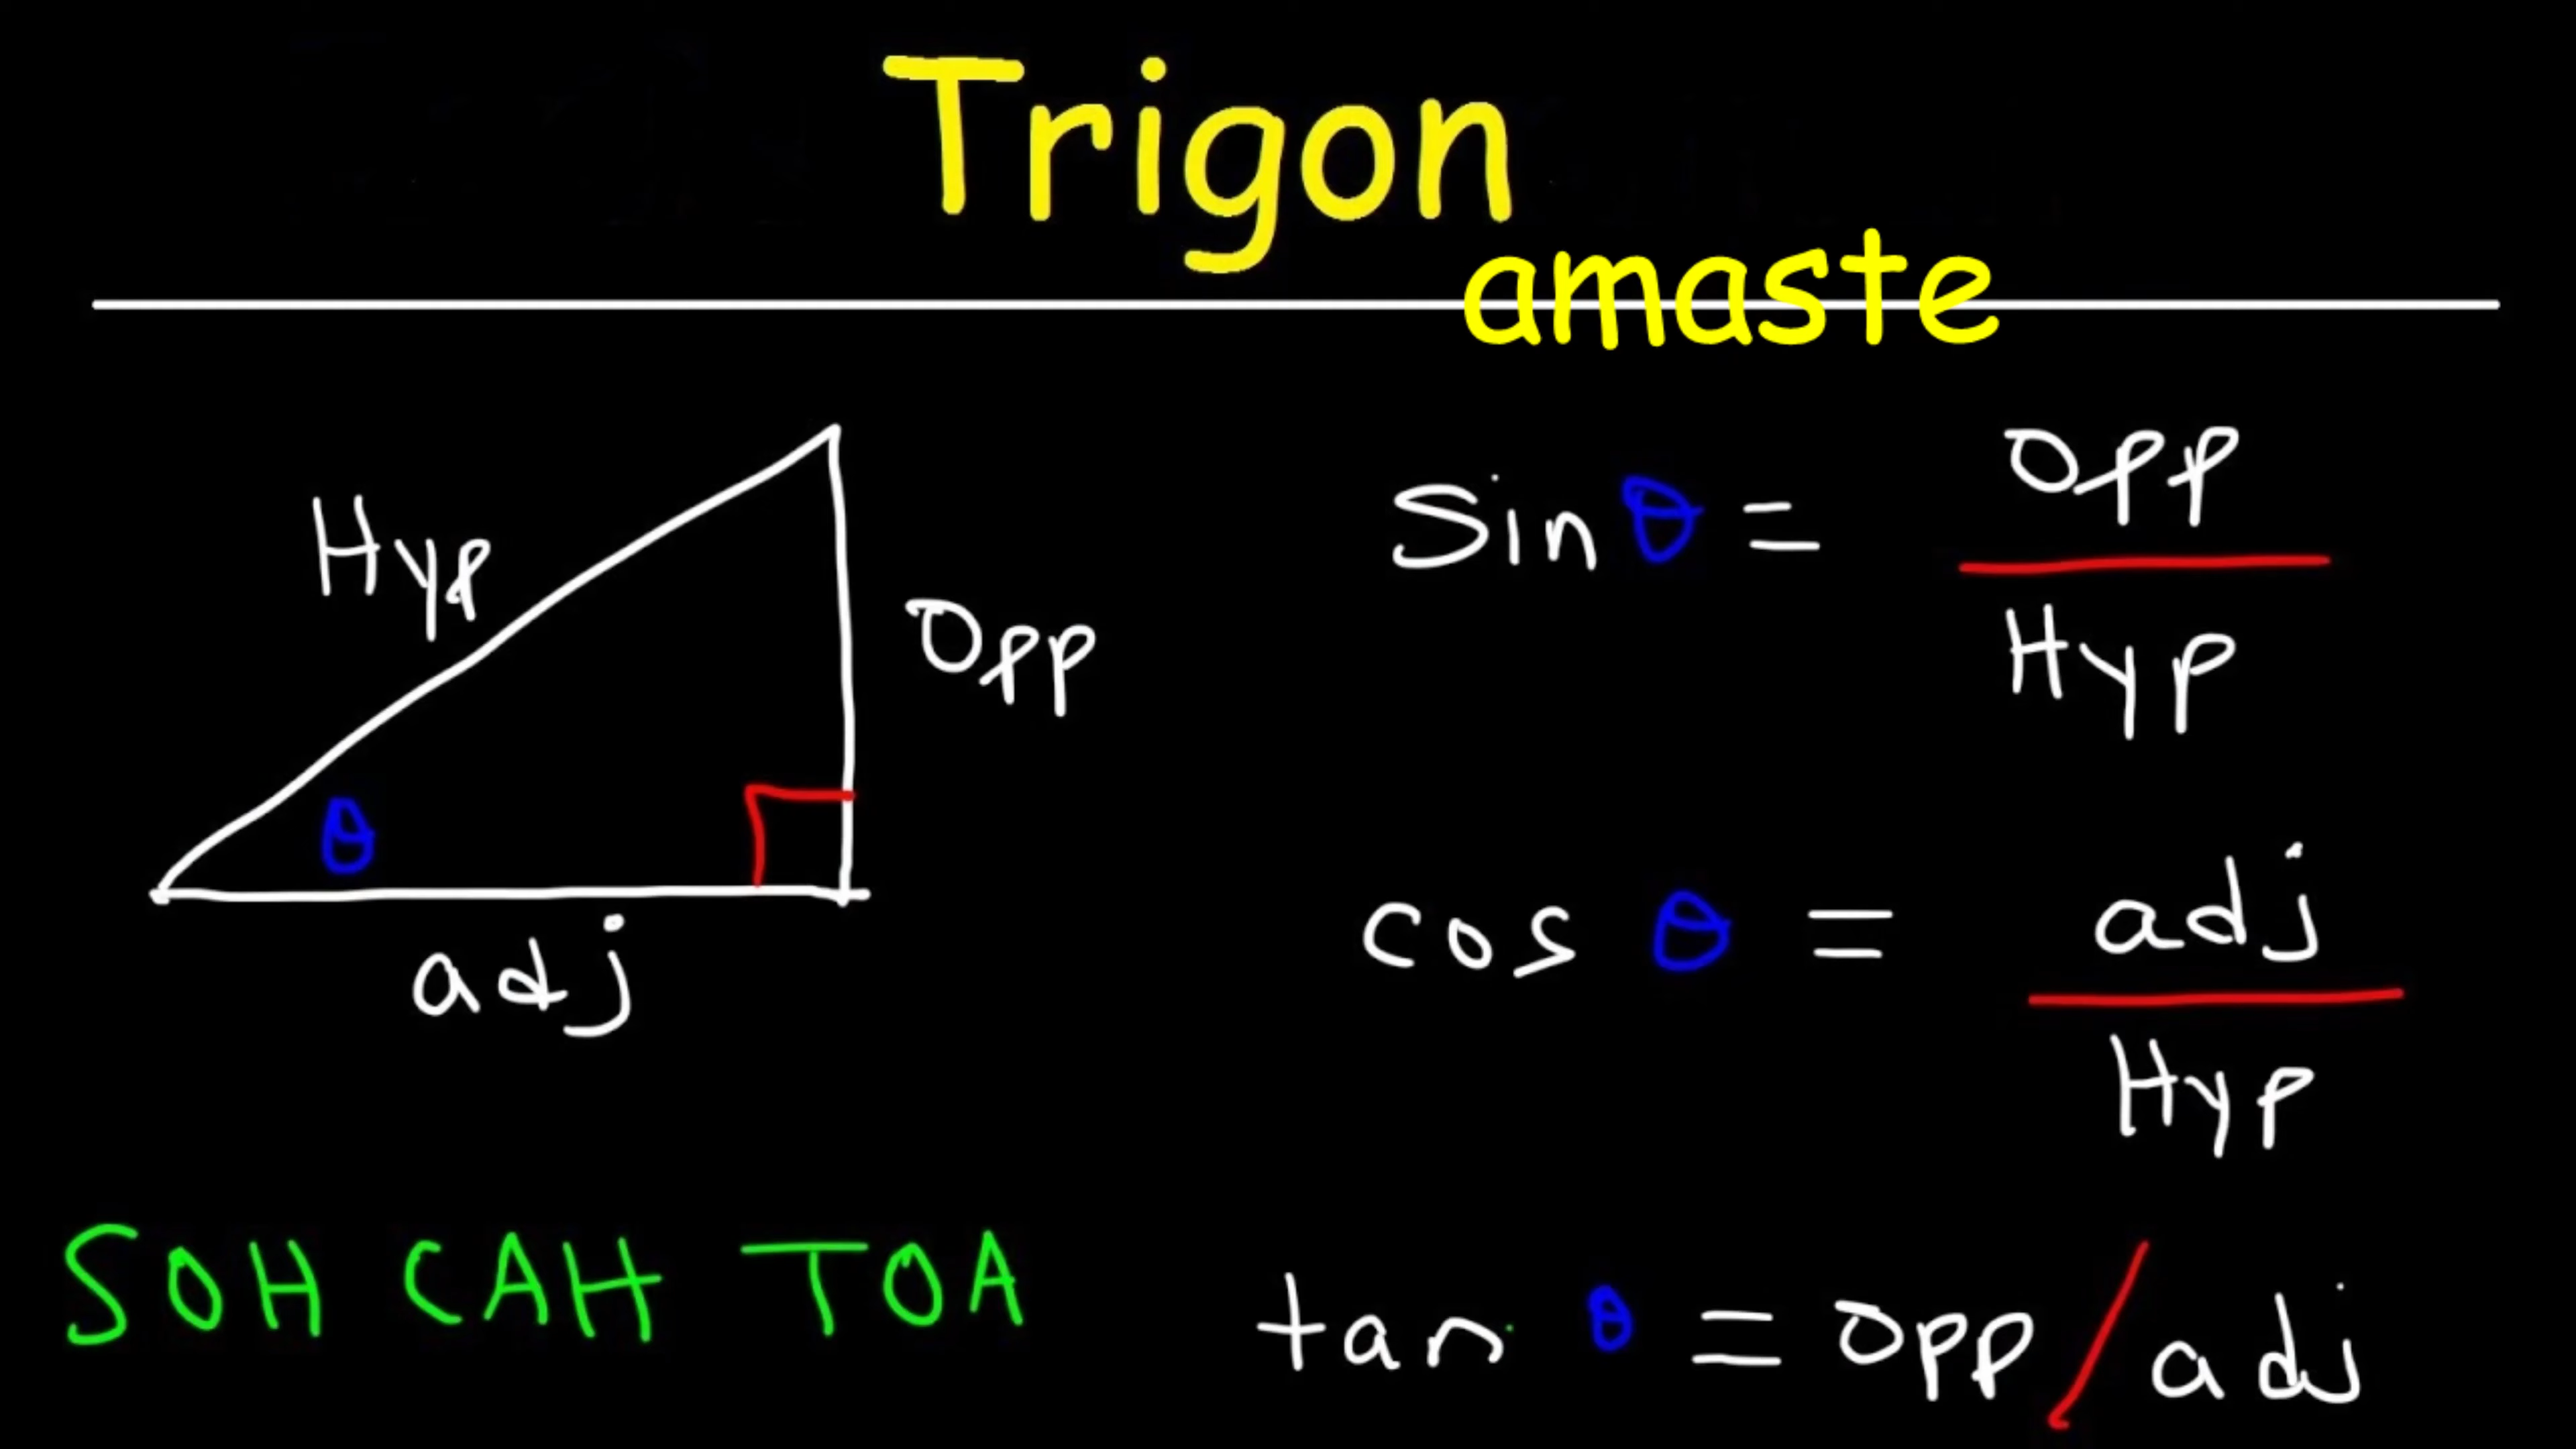 Trigon
amaste
Hyp
Opp
θ
adj
SOH CAH TOA
sin θ = Opp / Hyp
cos θ = adj / Hyp
tan θ = Opp / adj